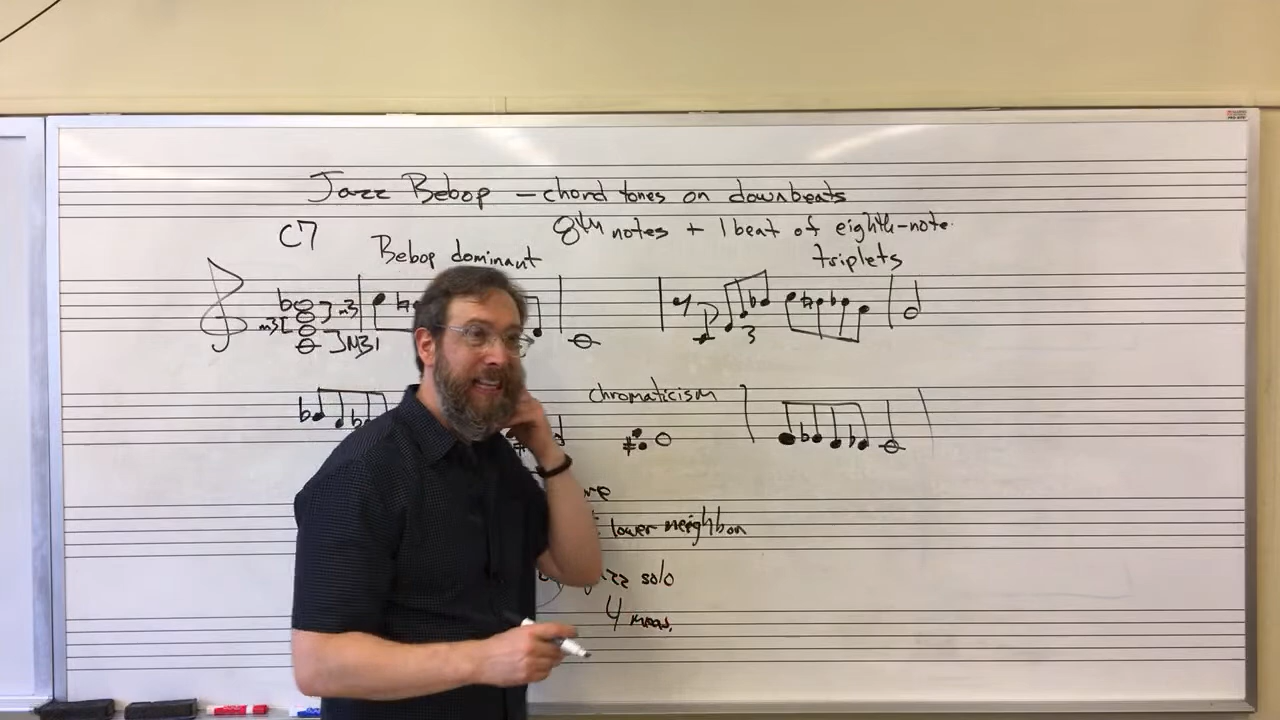 Jazz Bebop — chord tones on downbeats
C7
8th notes + 1 beat of eighth-note
Bebop dominant
triplets
m3
m3
M3
3
chromaticism
lower neighbor
solo
4 meas.